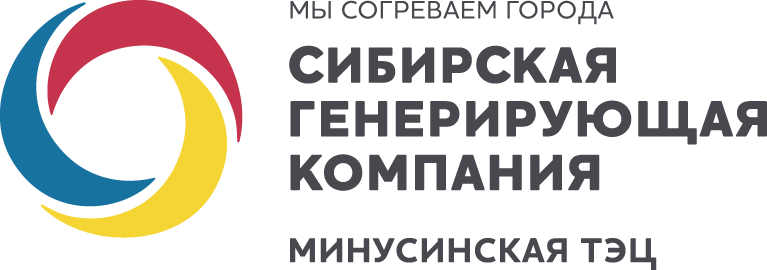 МЫ СОГРЕВАЕМ ГОРОДА
СИБИРСКАЯ
ГЕНЕРИРУЮЩАЯ
КОМПАНИЯ
МИНУСИНСКАЯ ТЭЦ